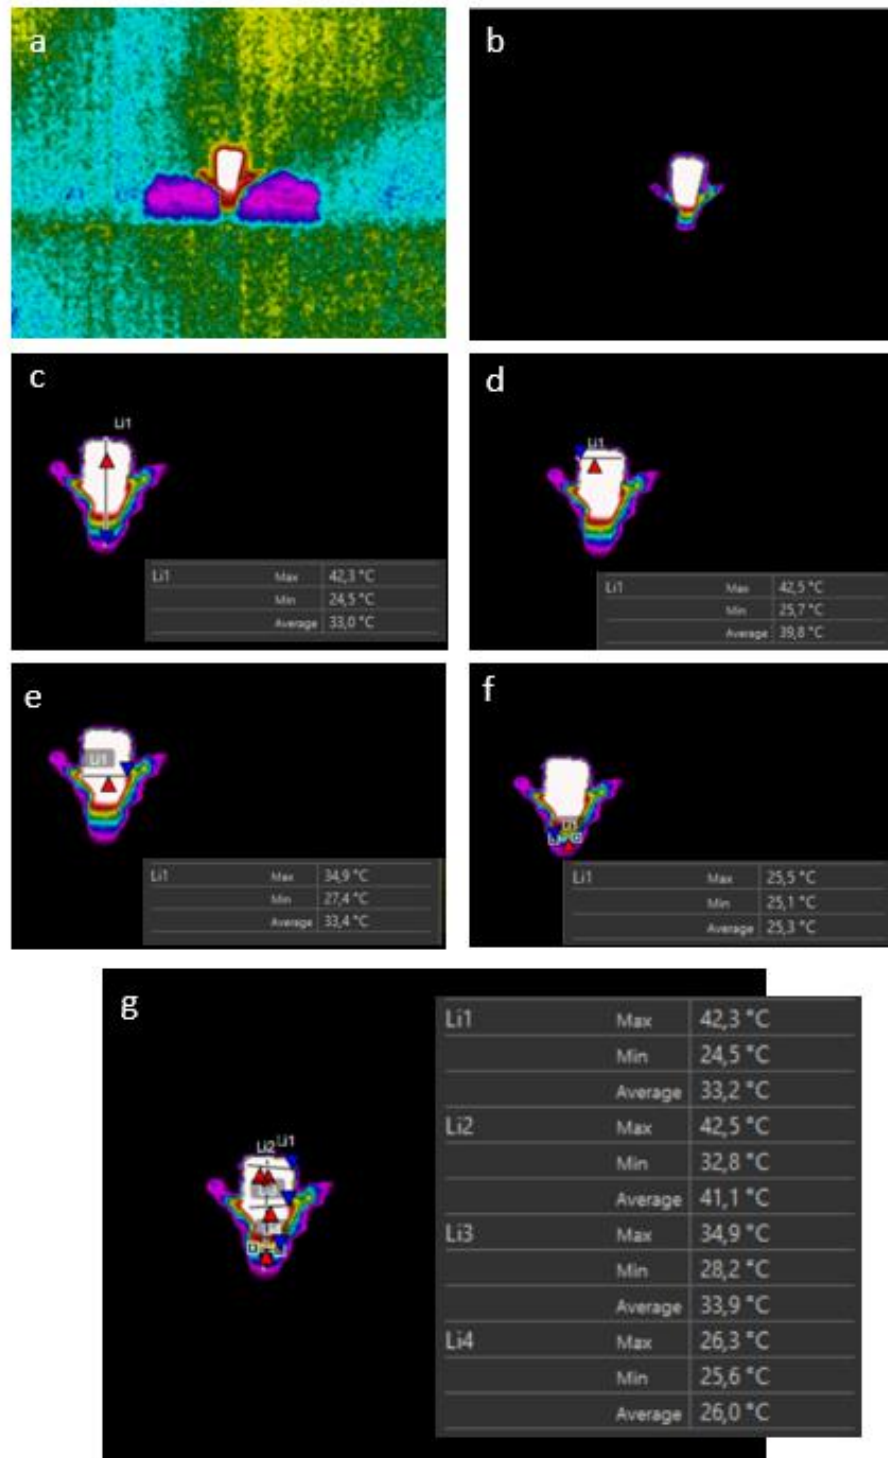 a
b
c
Li1
Li1 Max 42,3 °C
Min 24,5 °C
Average 33,0 °C
d
Li1
Li1 Max 42,5 °C
Min 25,7 °C
Average 39,8 °C
e
Li1
Li1 Max 34,9 °C
Min 27,4 °C
Average 33,4 °C
f
Li1 Max 25,5 °C
Min 25,1 °C
Average 25,3 °C
g
Li2 Li1
Li1 Max 42,3 °C
Min 24,5 °C
Average 33,2 °C
Li2 Max 42,5 °C
Min 32,8 °C
Average 41,1 °C
Li3 Max 34,9 °C
Min 28,2 °C
Average 33,9 °C
Li4 Max 26,3 °C
Min 25,6 °C
Average 26,0 °C